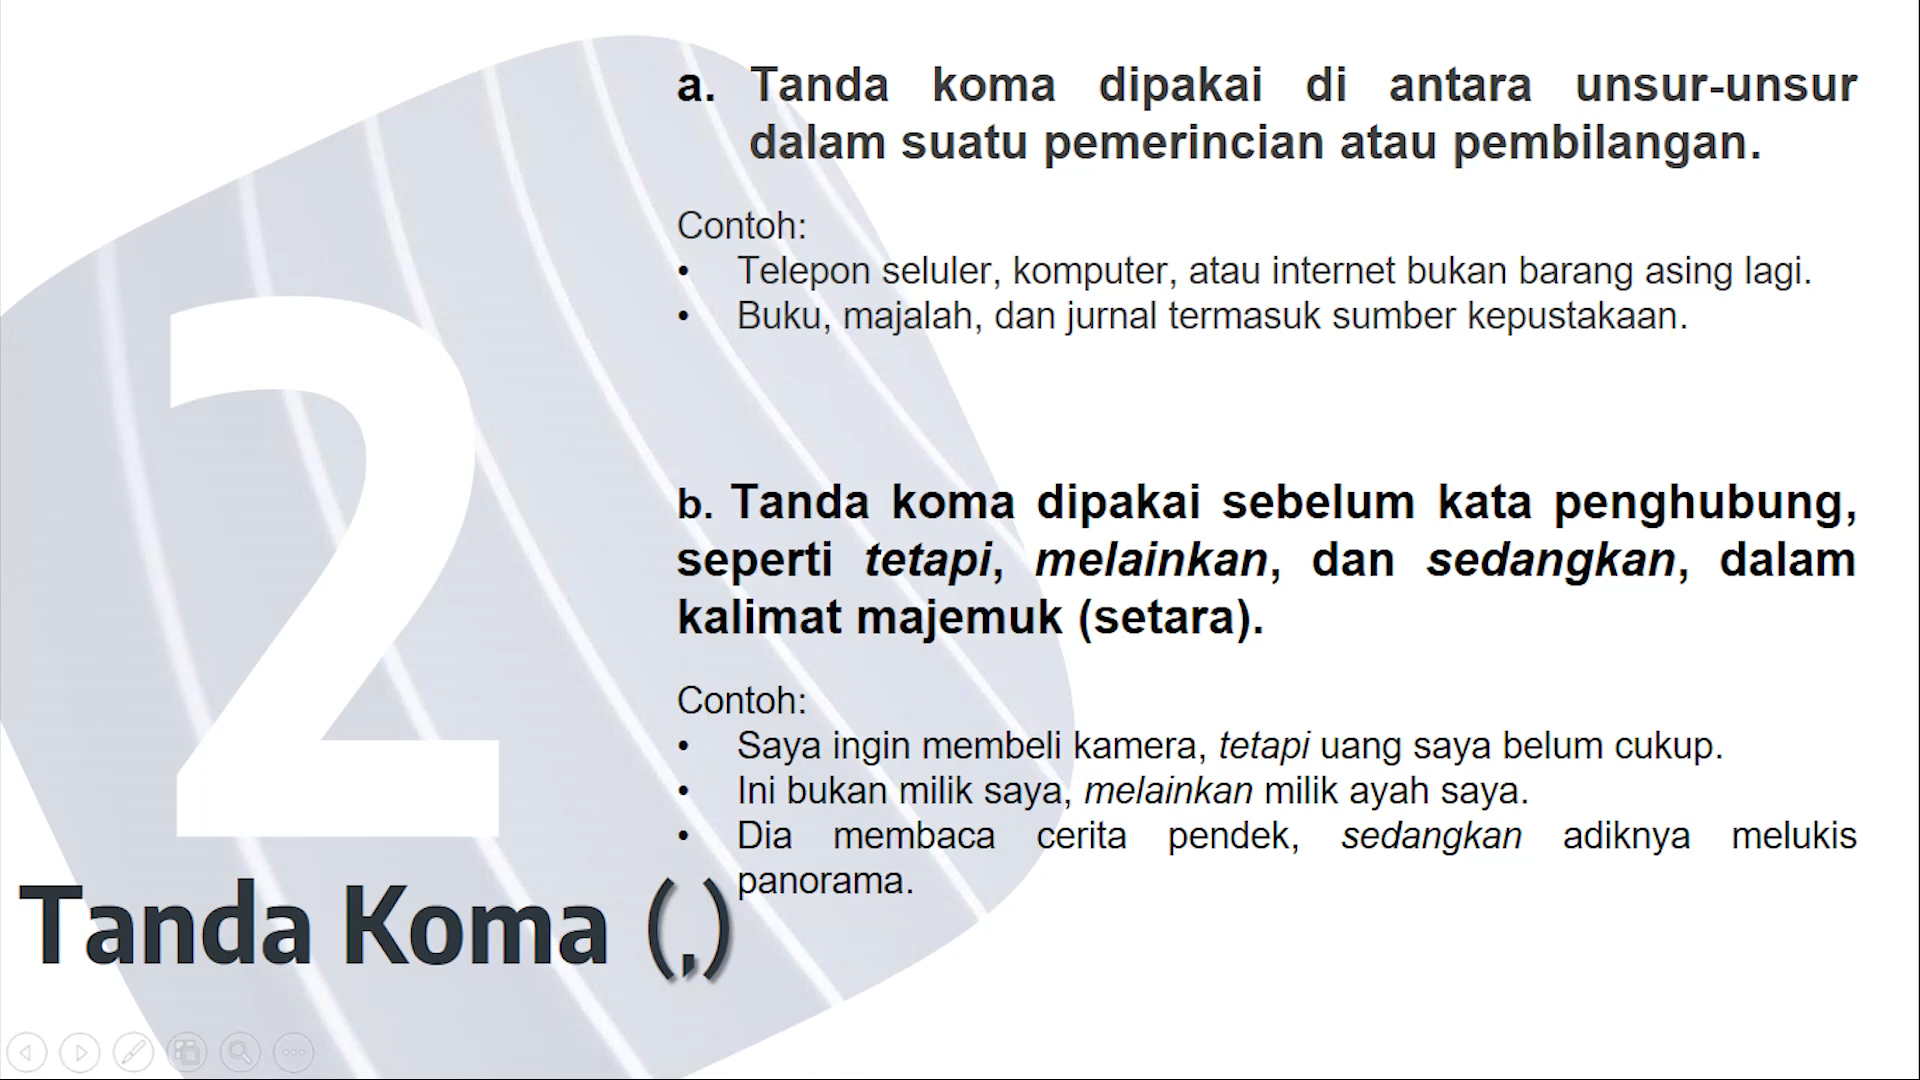 2
Tanda Koma (,)
a. Tanda koma dipakai di antara unsur-unsur
dalam suatu pemerincian atau pembilangan.
Contoh:
• Telepon seluler, komputer, atau internet bukan barang asing lagi.
• Buku, majalah, dan jurnal termasuk sumber kepustakaan.
b. Tanda koma dipakai sebelum kata penghubung,
seperti tetapi, melainkan, dan sedangkan, dalam
kalimat majemuk (setara).
Contoh:
• Saya ingin membeli kamera, tetapi uang saya belum cukup.
• Ini bukan milik saya, melainkan milik ayah saya.
• Dia membaca cerita pendek, sedangkan adiknya melukis
panorama.